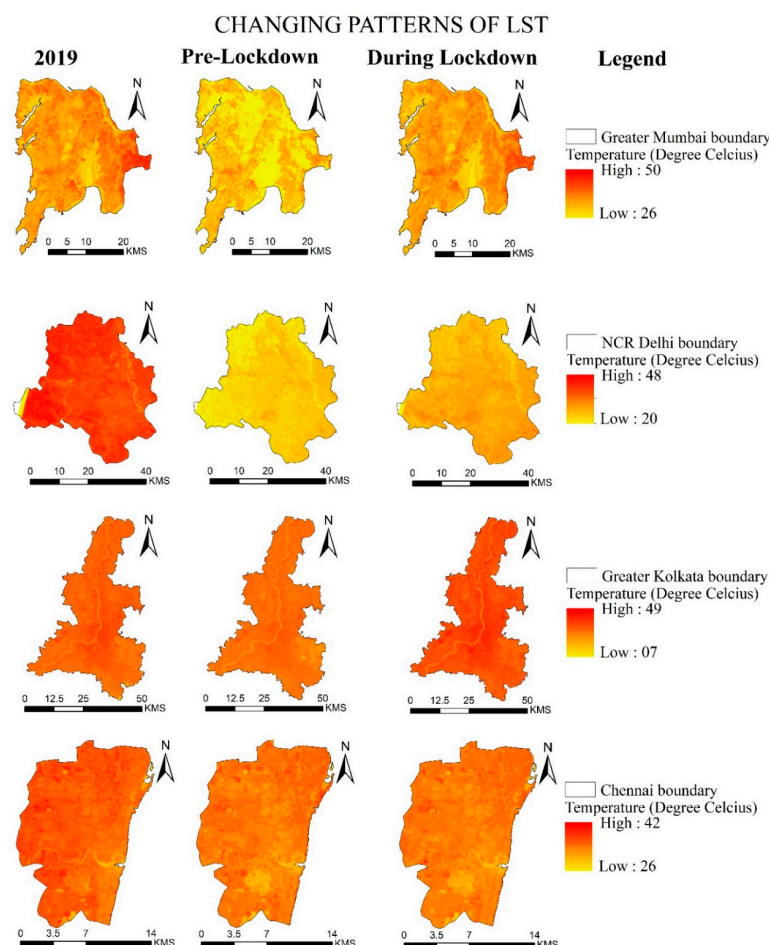 CHANGING PATTERNS OF LST
2019 Pre-Lockdown During Lockdown Legend
N N N
Greater Mumbai boundary
Temperature (Degree Celcius)
High : 50
Low : 26
0 5 10 20 KMS
0 5 10 20 KMS
0 5 10 20 KMS
N N N
NCR Delhi boundary
Temperature (Degree Celcius)
High : 48
Low : 20
0 10 20 40 KMS
0 10 20 40 KMS
0 10 20 40 KMS
N N N
Greater Kolkata boundary
Temperature (Degree Celcius)
High : 49
Low : 07
0 12.5 25 50 KMS
0 12.5 25 50 KMS
0 12.5 25 50 KMS
N N N
Chennai boundary
Temperature (Degree Celcius)
High : 42
Low : 26
0 3.5 7 14 KMS
0 3.5 7 14 KMS
0 3.5 7 14 KMS